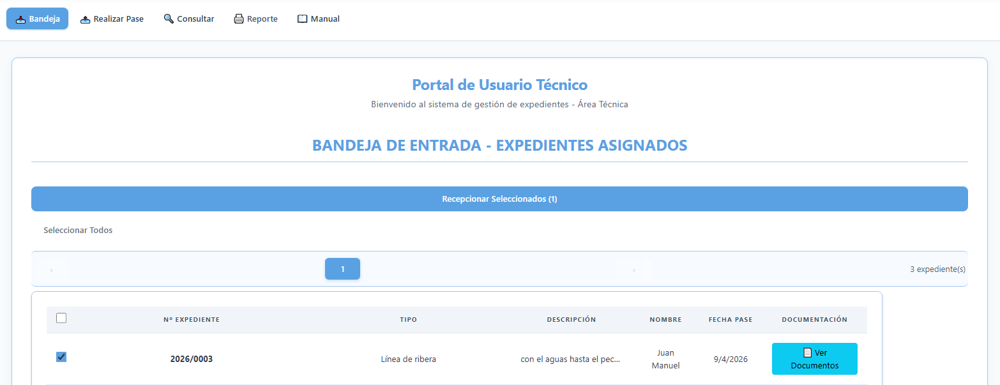 Bandeja Realizar Pase Consultar Reporte Manual
Portal de Usuario Técnico
Bienvenido al sistema de gestión de expedientes - Área Técnica
BANDEJA DE ENTRADA - EXPEDIENTES ASIGNADOS
Recepcionar Seleccionados (1)
Seleccionar Todos
‹ 1 › 3 expediente(s)
Nº EXPEDIENTE TIPO DESCRIPCIÓN NOMBRE FECHA PASE DOCUMENTACIÓN
2026/0003 Línea de ribera con el aguas hasta el pec... Juan Manuel 9/4/2026 Ver Documentos